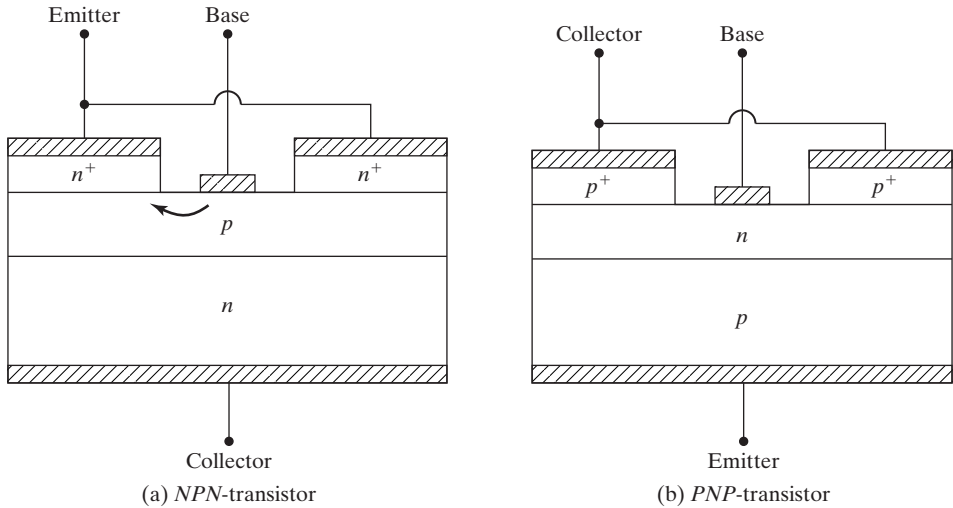 Emitter
Base
n+
n+
p
n
Collector
(a) NPN-transistor
Collector
Base
p+
p+
n
p
Emitter
(b) PNP-transistor